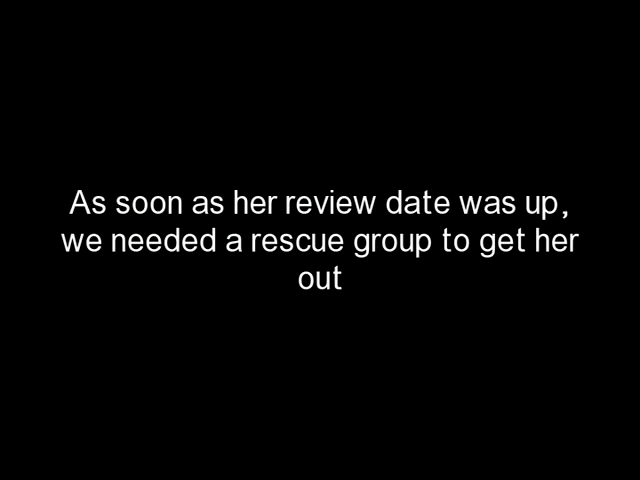 As soon as her review date was up,
we needed a rescue group to get her
out